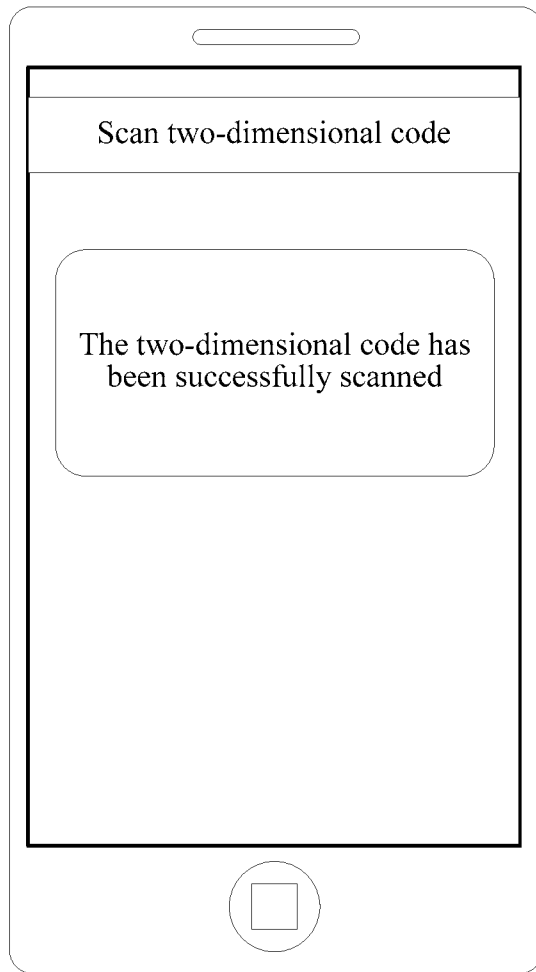 Scan two-dimensional code
The two-dimensional code has
been successfully scanned